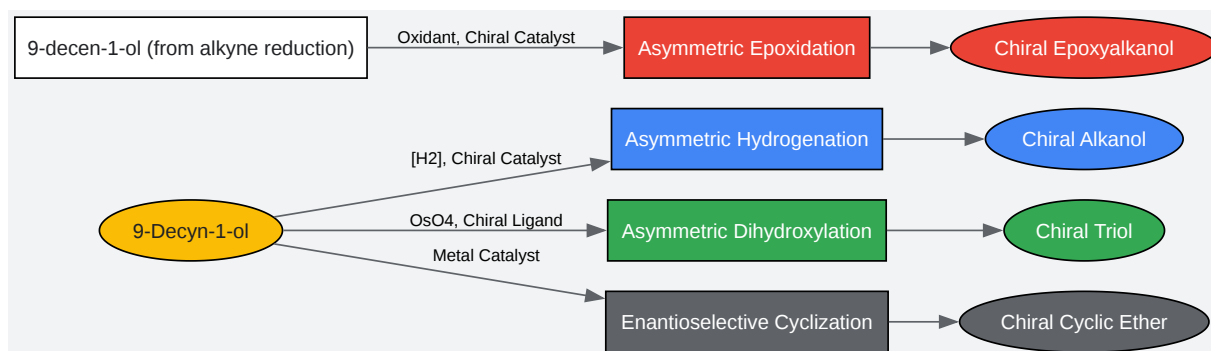 9-decen-1-ol (from alkyne reduction)
Oxidant, Chiral Catalyst
Asymmetric Epoxidation
Chiral Epoxyalkanol
[H2], Chiral Catalyst
Asymmetric Hydrogenation
Chiral Alkanol
9-Decyn-1-ol
OsO4, Chiral Ligand
Asymmetric Dihydroxylation
Chiral Triol
Metal Catalyst
Enantioselective Cyclization
Chiral Cyclic Ether